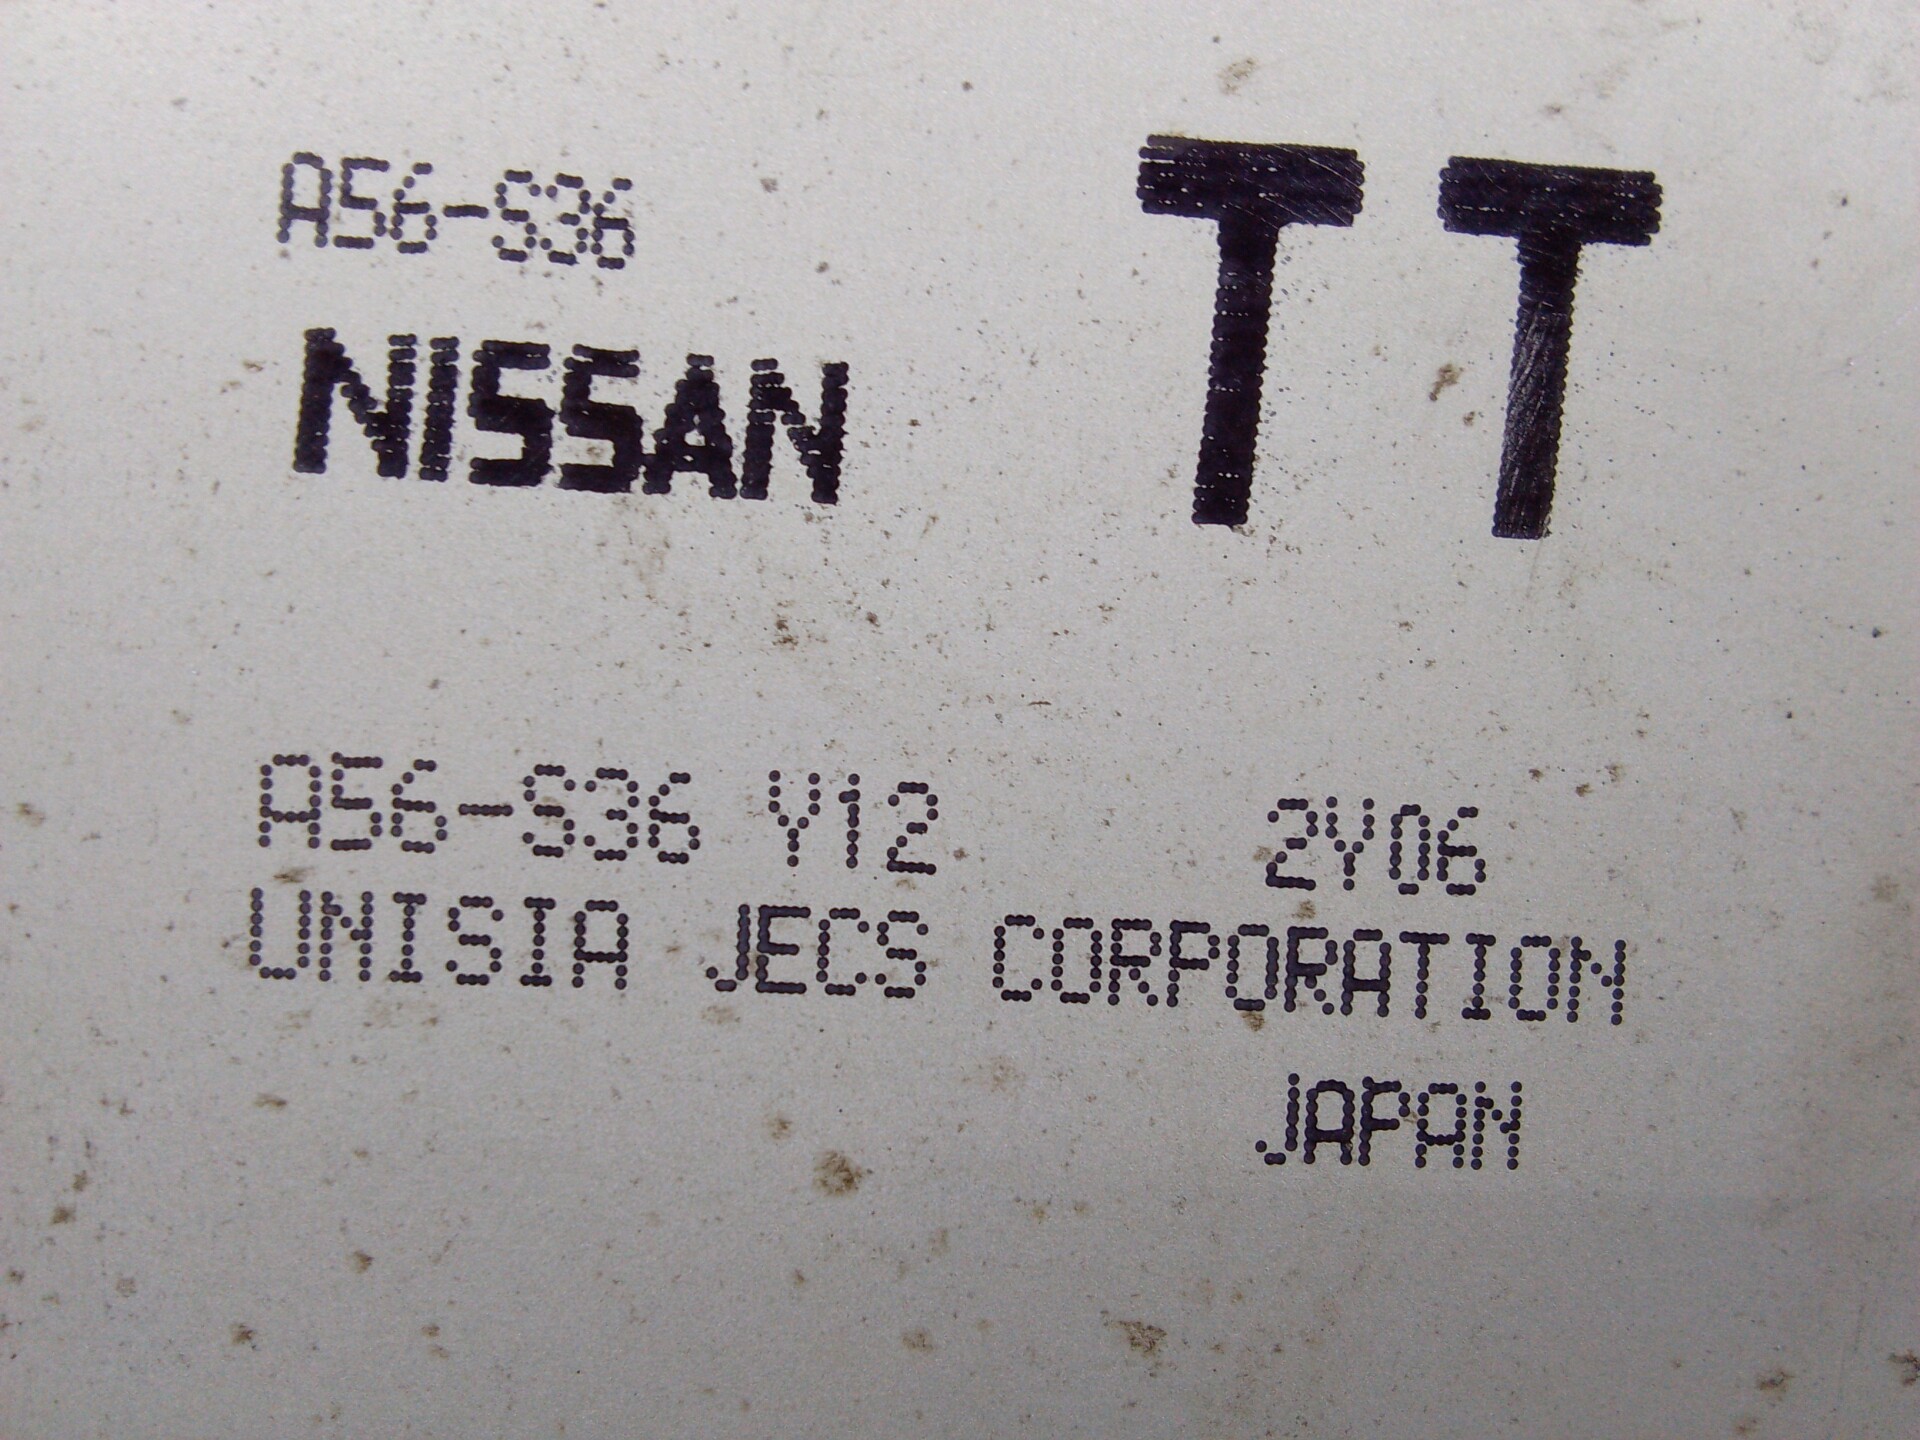 A56-S36
NISSAN
TT
A56-S36 Y12 2Y06
UNISIA JECS CORPORATION
JAPAN